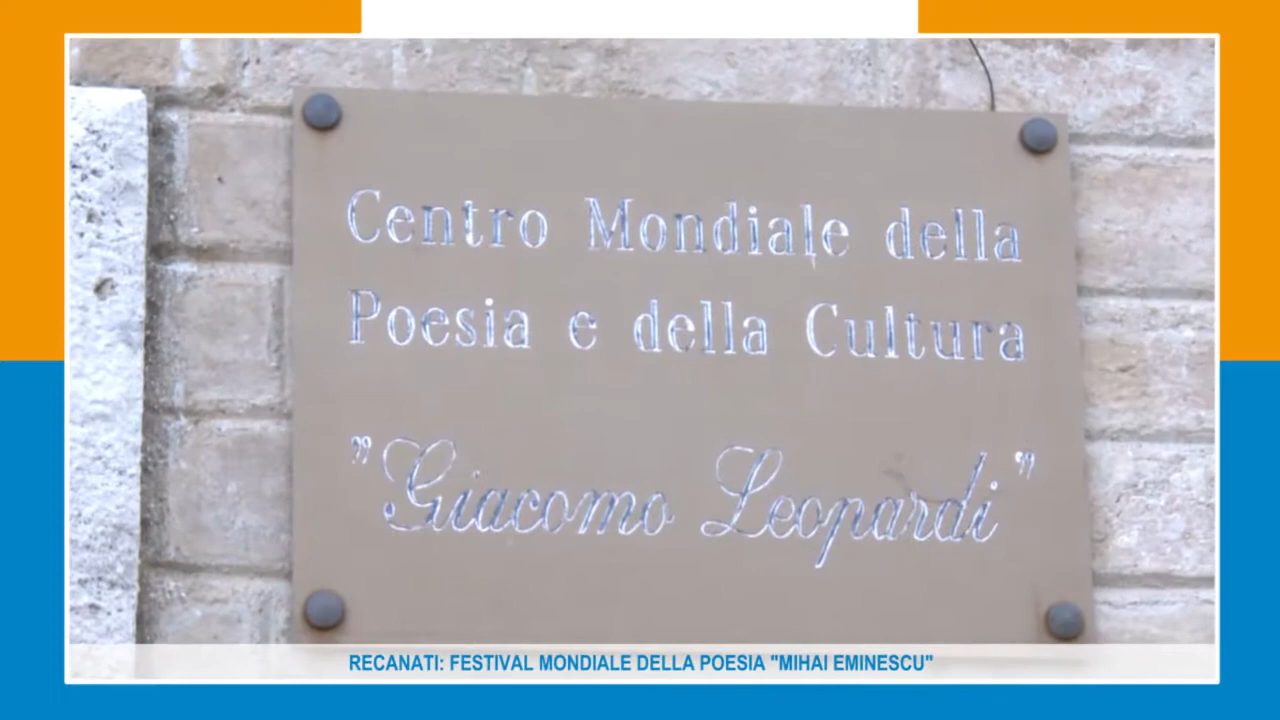 Centro Mondiale della
Poesia e della Cultura
"Giacomo Leopardi"
RECANATI: FESTIVAL MONDIALE DELLA POESIA "MIHAI EMINESCU"